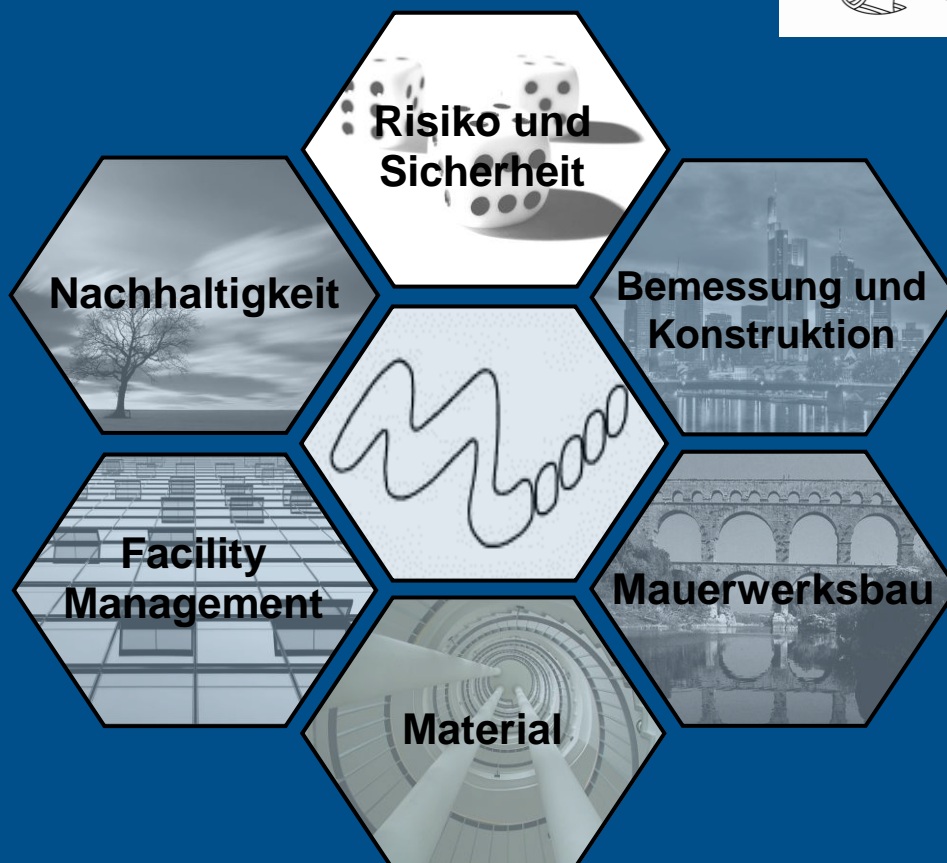 Risiko und
Sicherheit
Nachhaltigkeit
Bemessung und
Konstruktion
Facility
Management
Mauerwerksbau
Material